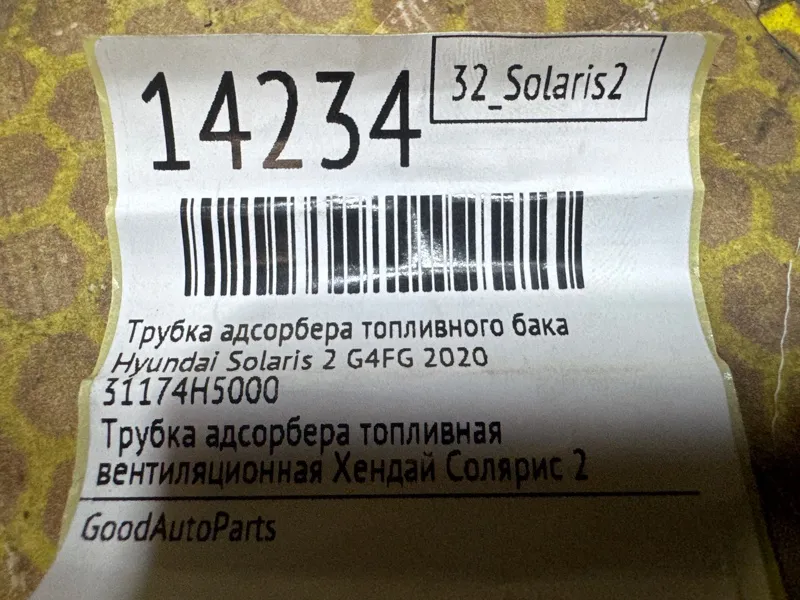 14234
32_Solaris2
Трубка адсорбера топливного бака
Hyundai Solaris 2 G4FG 2020
31174H5000
Трубка адсорбера топливная
вентиляционная Хендай Солярис 2
GoodAutoParts